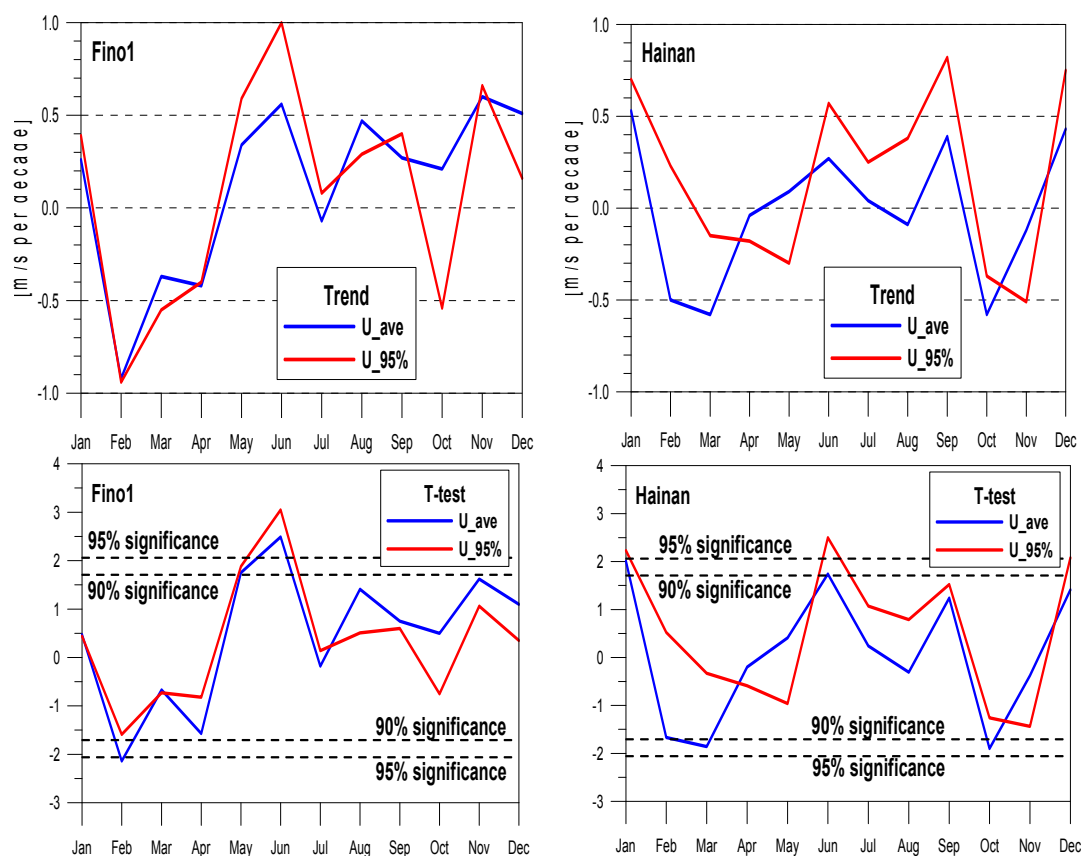 1.0
0.5
0.0
-0.5
-1.0
[m/s per decade]
Fino1
Trend
U_ave
U_95%
Jan Feb Mar Apr May Jun Jul Aug Sep Oct Nov Dec
1.0
0.5
0.0
-0.5
-1.0
[m/s per decade]
Hainan
Trend
U_ave
U_95%
Jan Feb Mar Apr May Jun Jul Aug Sep Oct Nov Dec
4
3
2
1
0
-1
-2
-3
Fino1
T-test
U_ave
U_95%
95% significance
90% significance
90% significance
95% significance
Jan Feb Mar Apr May Jun Jul Aug Sep Oct Nov Dec
4
3
2
1
0
-1
-2
-3
Hainan
T-test
U_ave
U_95%
95% significance
90% significance
90% significance
95% significance
Jan Feb Mar Apr May Jun Jul Aug Sep Oct Nov Dec